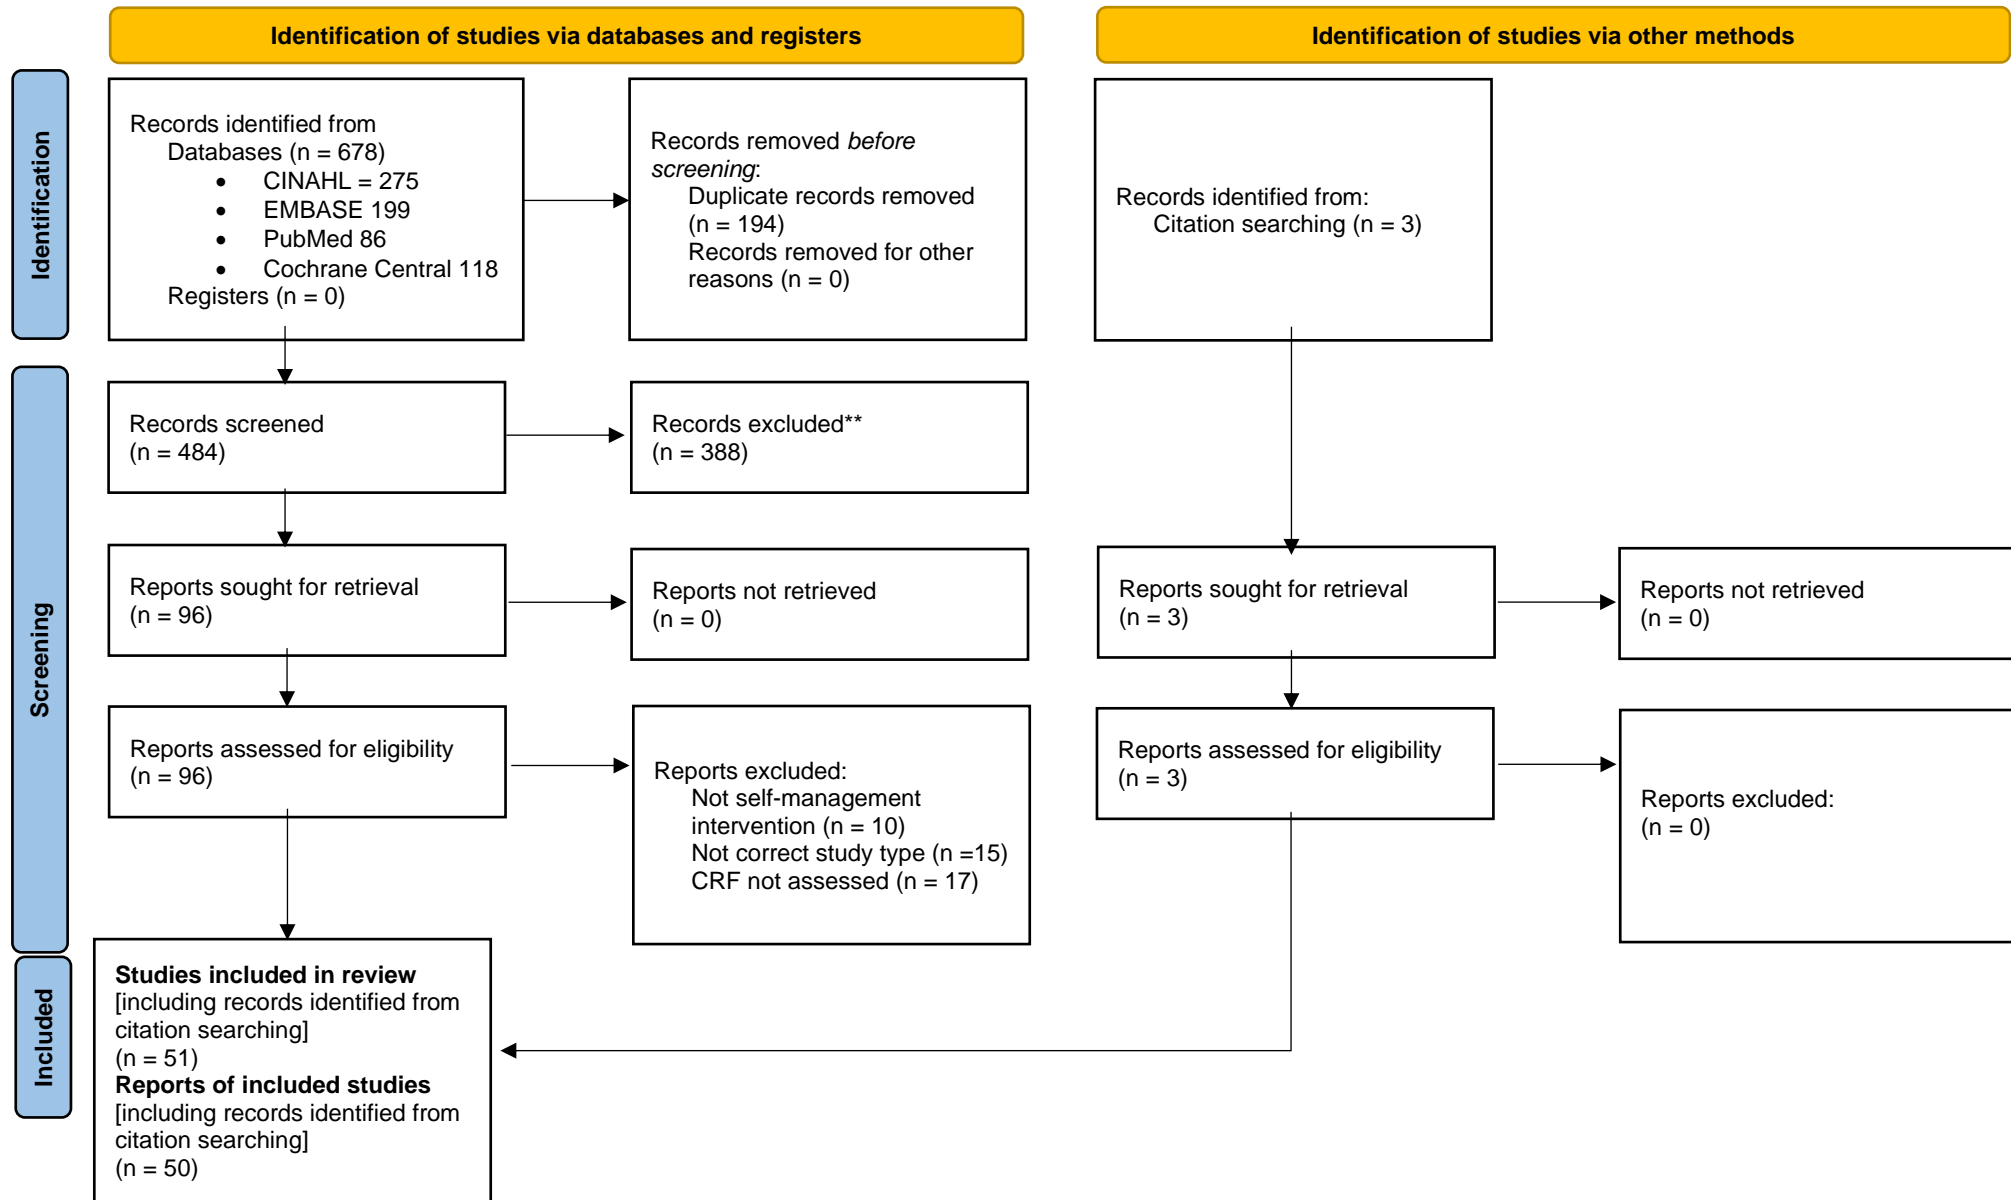 Identification of studies via databases and registers
Identification of studies via other methods
Identification
Records identified from
Databases (n = 678)
• CINAHL = 275
• EMBASE 199
• PubMed 86
• Cochrane Central 118
Registers (n = 0)
Records removed before
screening:
Duplicate records removed
(n = 194)
Records removed for other
reasons (n = 0)
Records identified from:
Citation searching (n = 3)
Screening
Records screened
(n = 484)
Records excluded**
(n = 388)
Reports sought for retrieval
(n = 96)
Reports not retrieved
(n = 0)
Reports sought for retrieval
(n = 3)
Reports not retrieved
(n = 0)
Reports assessed for eligibility
(n = 96)
Reports excluded:
Not self-management
intervention (n = 10)
Not correct study type (n =15)
CRF not assessed (n = 17)
Reports assessed for eligibility
(n = 3)
Reports excluded:
(n = 0)
Included
Studies included in review
[including records identified from
citation searching]
(n = 51)
Reports of included studies
[including records identified from
citation searching]
(n = 50)